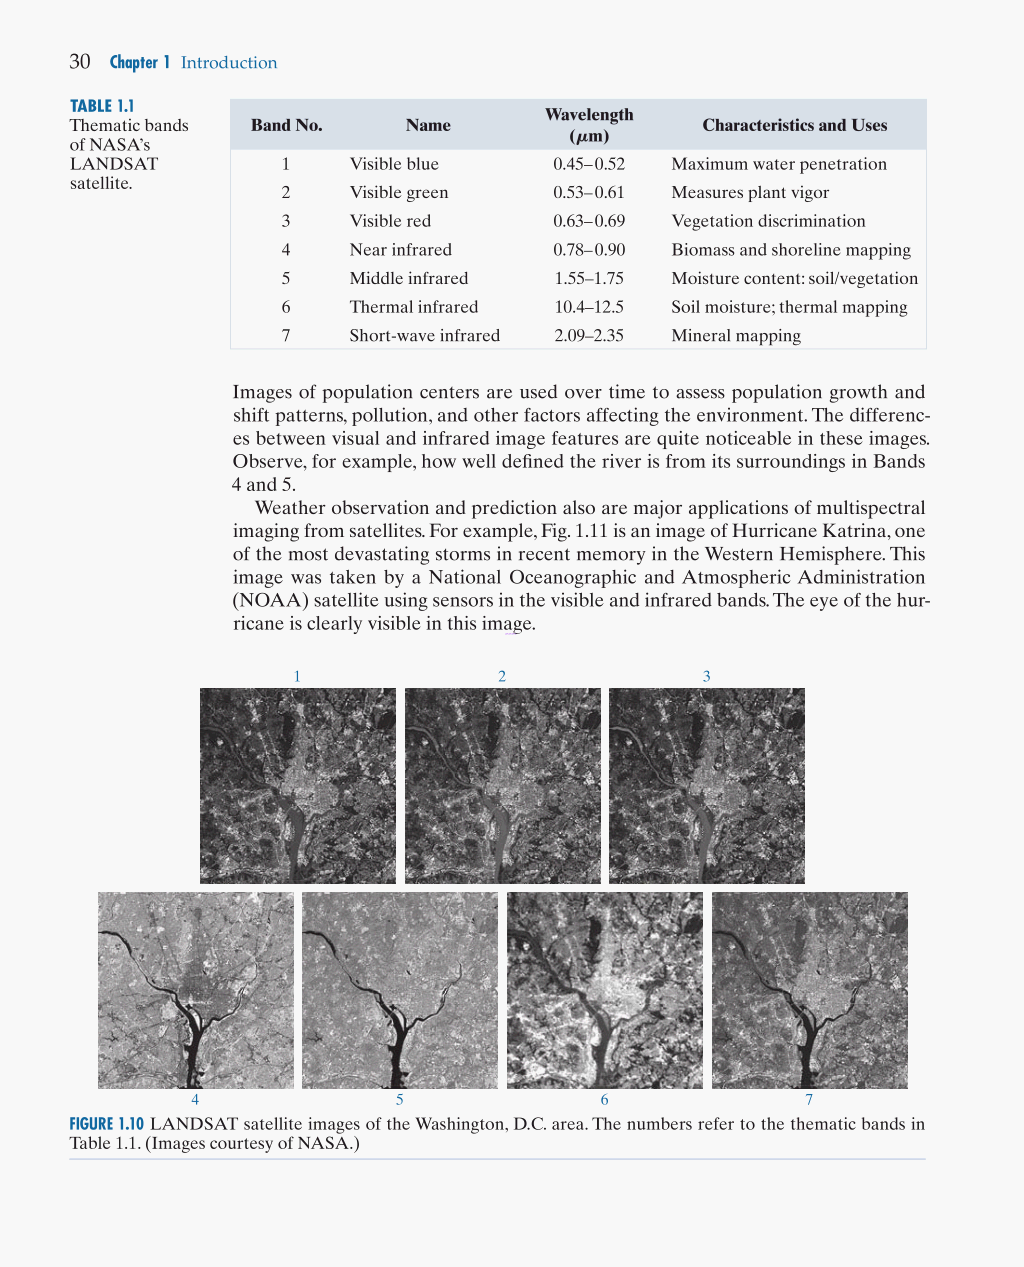 30 Chapter 1 Introduction
TABLE 1.1
Thematic bands
of NASA's
LANDSAT
satellite.
Band No. Name Wavelength (μm) Characteristics and Uses
1 Visible blue 0.45–0.52 Maximum water penetration
2 Visible green 0.53–0.61 Measures plant vigor
3 Visible red 0.63–0.69 Vegetation discrimination
4 Near infrared 0.78–0.90 Biomass and shoreline mapping
5 Middle infrared 1.55–1.75 Moisture content: soil/vegetation
6 Thermal infrared 10.4–12.5 Soil moisture; thermal mapping
7 Short-wave infrared 2.09–2.35 Mineral mapping
Images of population centers are used over time to assess population growth and
shift patterns, pollution, and other factors affecting the environment. The differenc-
es between visual and infrared image features are quite noticeable in these images.
Observe, for example, how well defined the river is from its surroundings in Bands
4 and 5.
Weather observation and prediction also are major applications of multispectral
imaging from satellites. For example, Fig. 1.11 is an image of Hurricane Katrina, one
of the most devastating storms in recent memory in the Western Hemisphere. This
image was taken by a National Oceanographic and Atmospheric Administration
(NOAA) satellite using sensors in the visible and infrared bands. The eye of the hur-
ricane is clearly visible in this image.
1 2 3
4 5 6 7
FIGURE 1.10 LANDSAT satellite images of the Washington, D.C. area. The numbers refer to the thematic bands in
Table 1.1. (Images courtesy of NASA.)